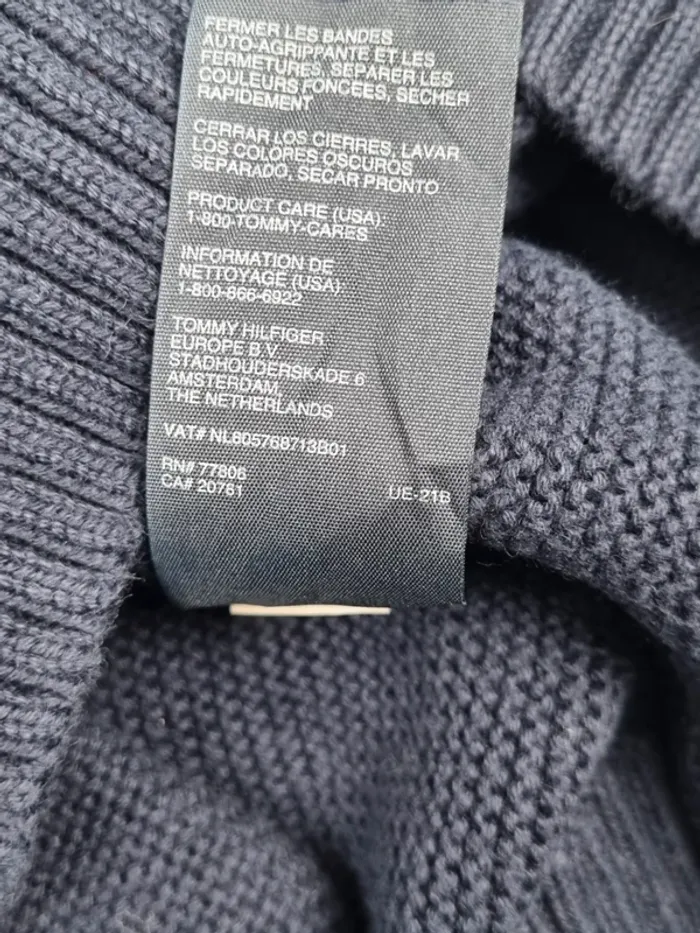 FERMER LES BANDES
AUTO-AGRIPPANTE ET LES
FERMETURES, SEPARER LES
COULEURS FONCEES, SECHER
RAPIDEMENT
CERRAR LOS CIERRES, LAVAR
LOS COLORES OSCUROS
SEPARADO, SECAR PRONTO
PRODUCT CARE (USA):
1-800-TOMMY-CARES
INFORMATION DE
NETTOYAGE (USA):
1-800-866-6922
TOMMY HILFIGER
EUROPE B.V.
STADHOUDERSKADE 6
AMSTERDAM,
THE NETHERLANDS
VAT# NL805768713B01
RN# 77806
CA# 20761
UE-21B